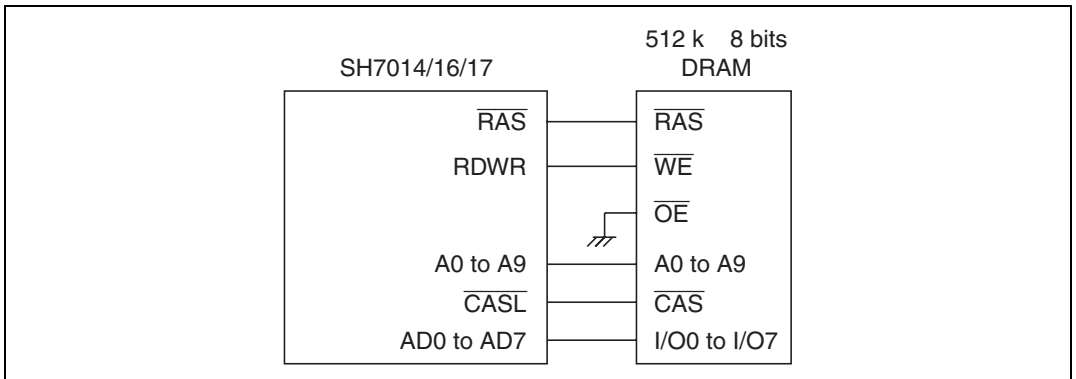 512 k 8 bits
SH7014/16/17 DRAM
RAS RAS
RDWR WE
OE
A0 to A9 A0 to A9
CASL CAS
AD0 to AD7 I/O0 to I/O7